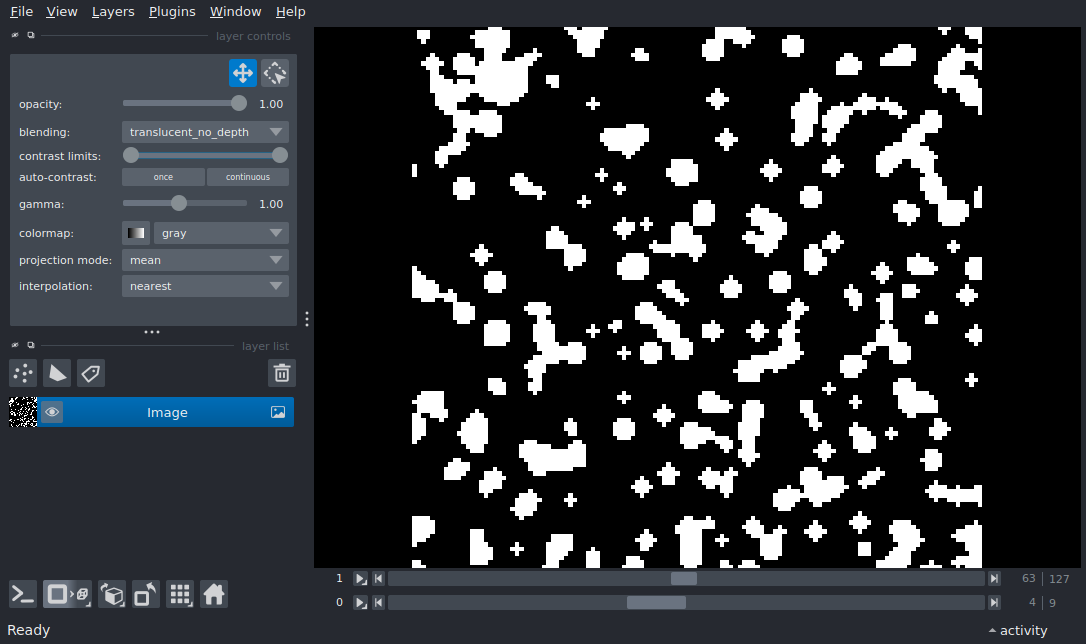 File View Layers Plugins Window Help
layer controls
opacity: 1.00
blending: translucent_no_depth
contrast limits:
auto-contrast: once continuous
gamma: 1.00
colormap: gray
projection mode: mean
interpolation: nearest
layer list
Image
1 63 127
0 4 9
Ready activity